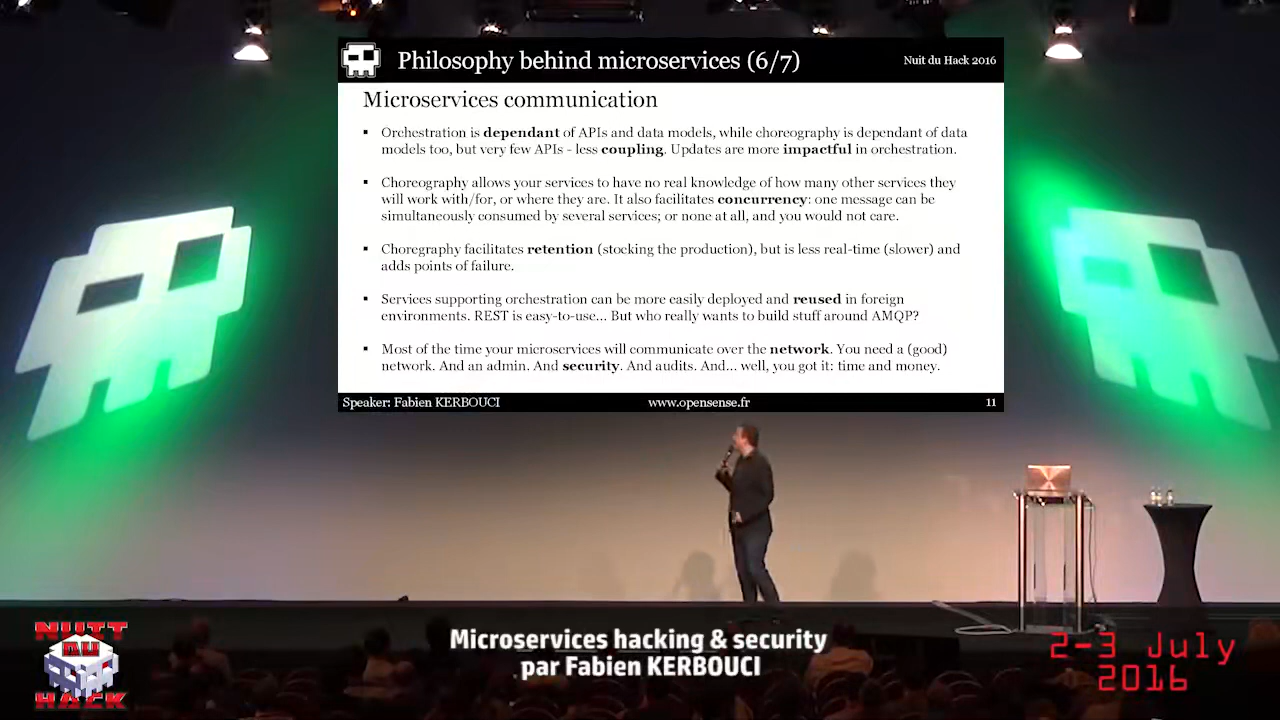 Philosophy behind microservices (6/7)
Nuit du Hack 2016
Microservices communication
▪ Orchestration is dependant of APIs and data models, while choreography is dependant of data
models too, but very few APIs - less coupling. Updates are more impactful in orchestration.
▪ Choreography allows your services to have no real knowledge of how many other services they
will work with/for, or where they are. It also facilitates concurrency: one message can be
simultaneously consumed by several services; or none at all, and you would not care.
▪ Choregraphy facilitates retention (stocking the production), but is less real-time (slower) and
adds points of failure.
▪ Services supporting orchestration can be more easily deployed and reused in foreign
environments. REST is easy-to-use... But who really wants to build stuff around AMQP?
▪ Most of the time your microservices will communicate over the network. You need a (good)
network. And an admin. And security. And audits. And... well, you got it: time and money.
Speaker: Fabien KERBOUCI
www.opensense.fr
11
NUIT
DU
HACK
Microservices hacking & security
par Fabien KERBOUCI
2-3 July
2016